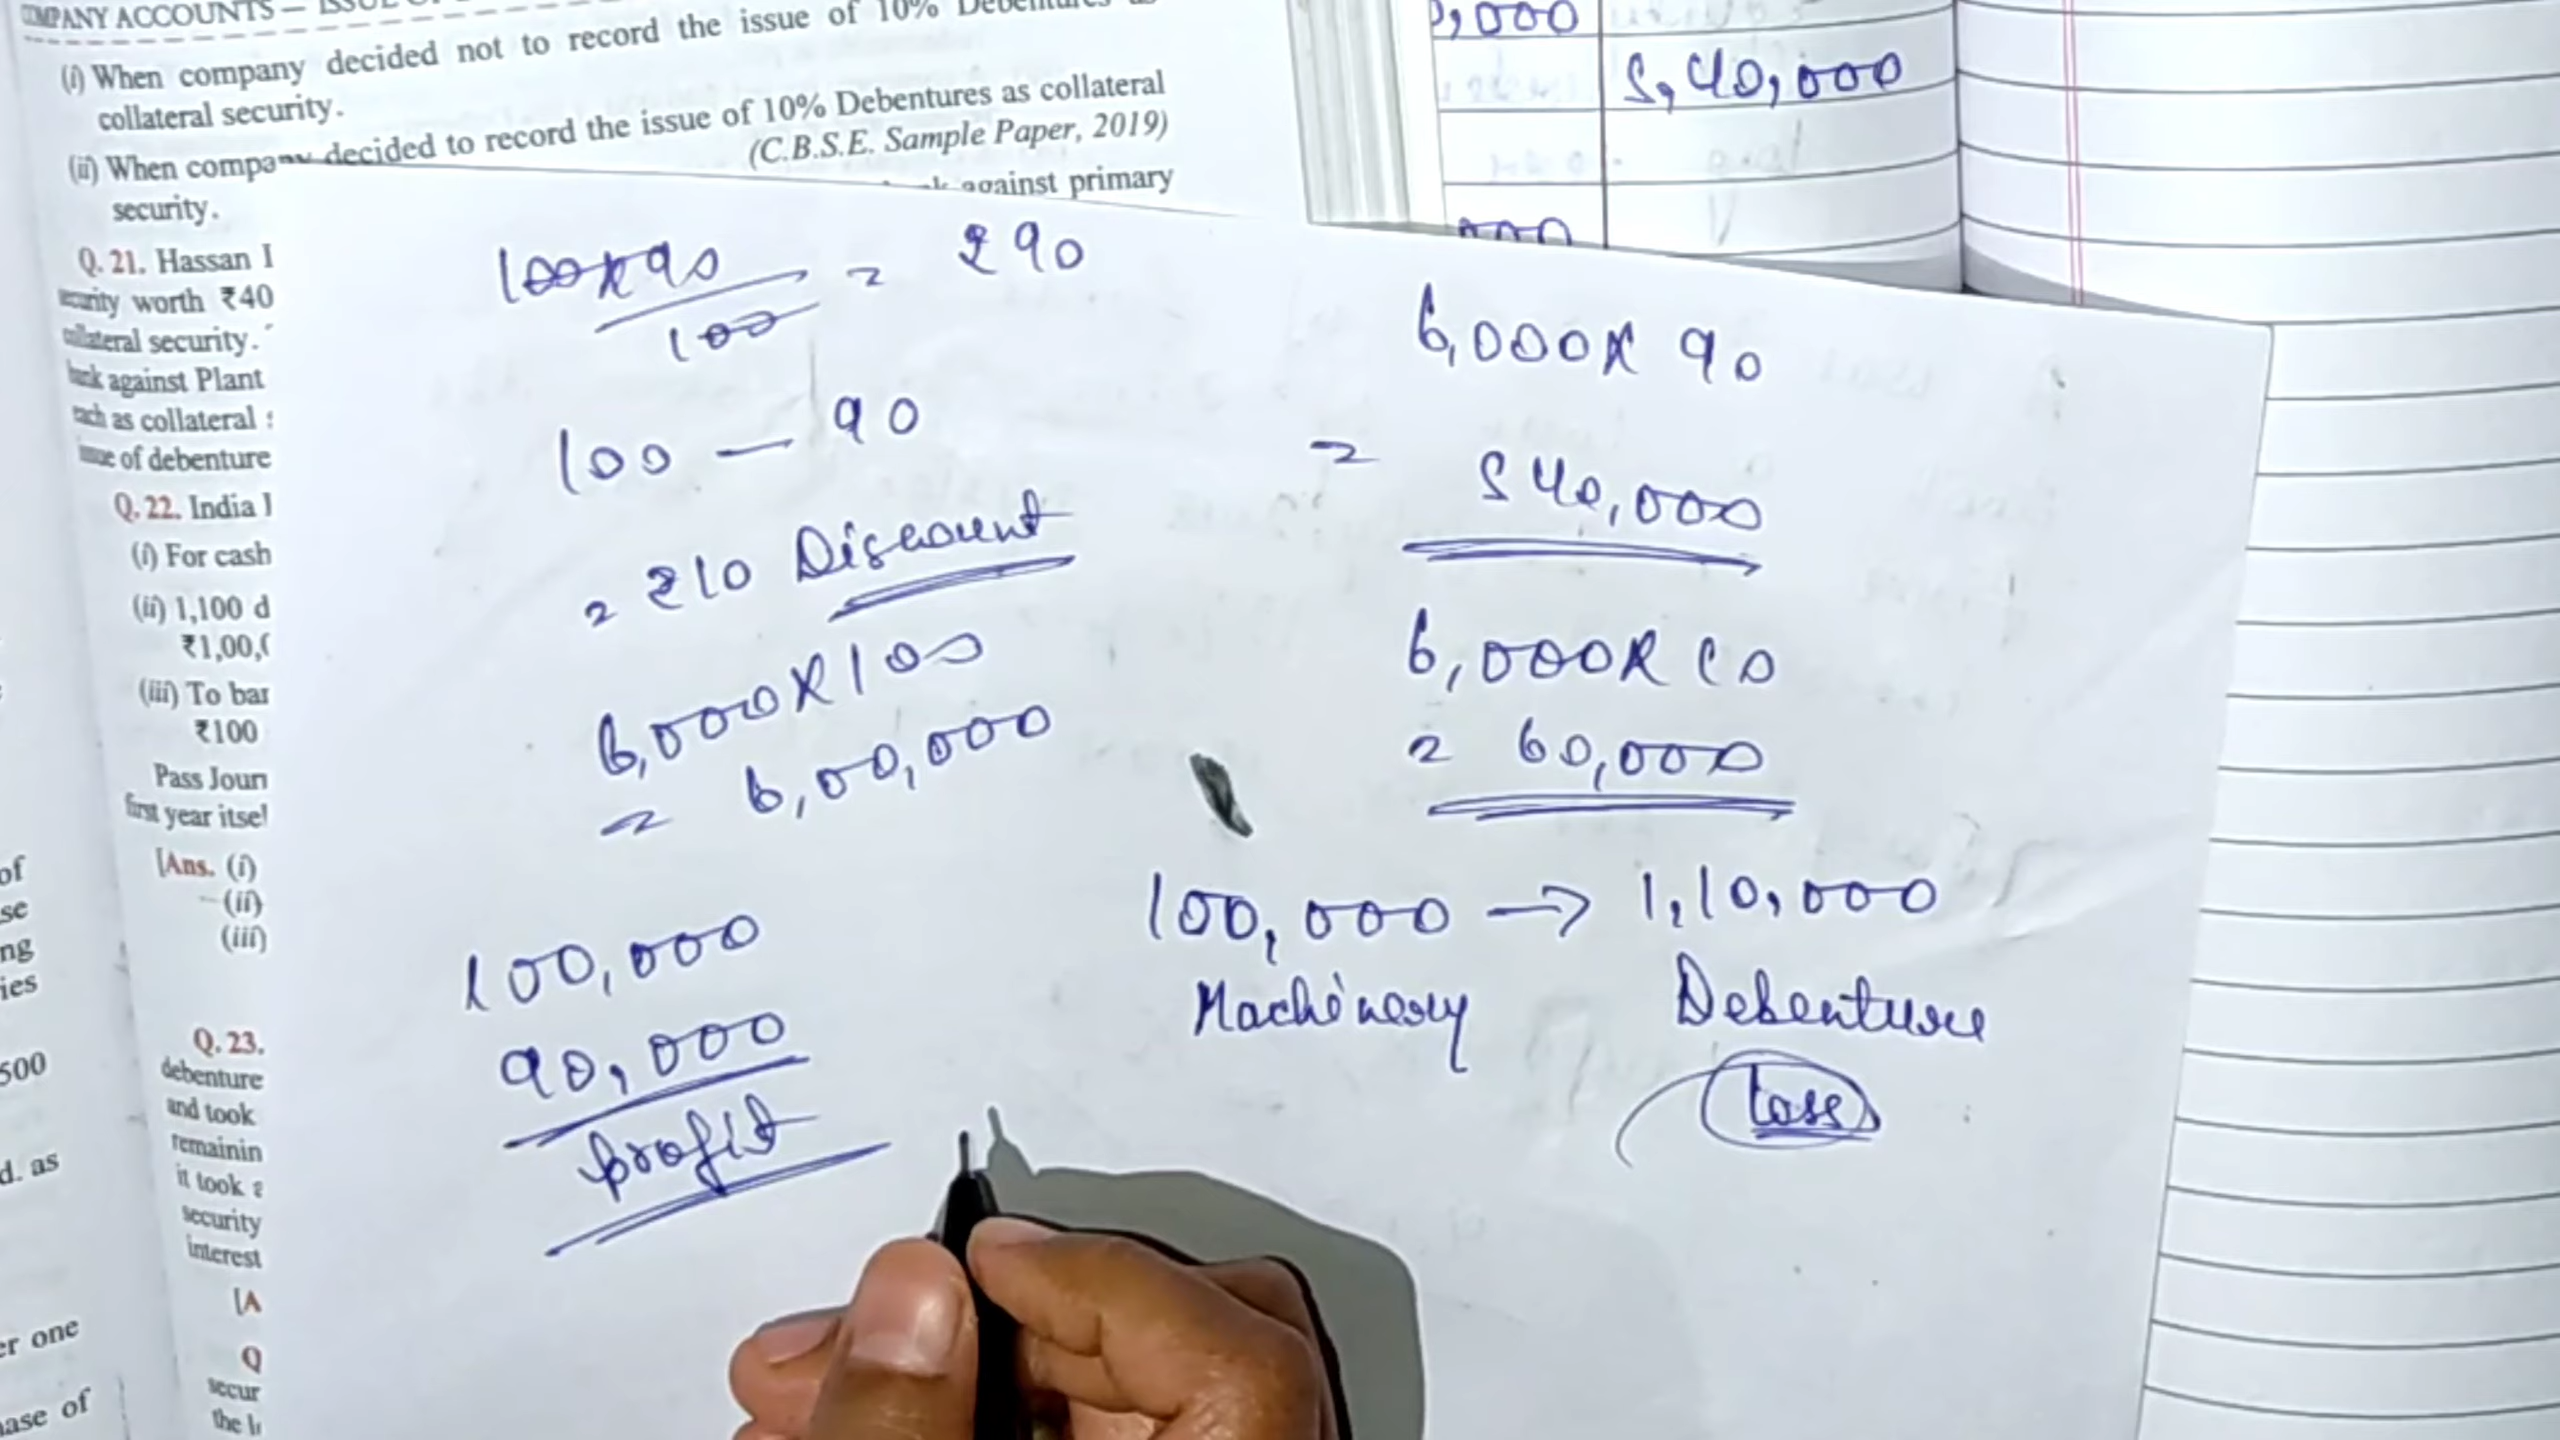 COMPANY ACCOUNTS—
(i) When company decided not to record the issue of 10% Debentures
collateral security.
(ii) When company decided to record the issue of 10% Debentures as collateral
security.
(C.B.S.E. Sample Paper, 2019)
against primary
Q. 21. Hassan I
security worth ₹40
collateral security.
bank against Plant
each as collateral
issue of debenture
Q. 22. India
(i) For cash
(ii) 1,100 d
₹1,00,
(iii) To ban
₹100
Pass Journ
first year itsel
[Ans. (i)
(ii)
(iii)
Q. 23.
debenture
and took
remainin
it took
security
interest
[A
Q
secur
the l
of
se
ng
ies
500
d. as
er one
ase of
,000
5,40,000
000
100x90
100
= ₹90
100 — 90
= ₹10 Discount
6,000x100
= 6,00,000
100,000
90,000
profit
6,000x 90
= 540,000
6,000x 10
= 60,000
100,000 → 1,10,000
Machinery Debenture
Loss